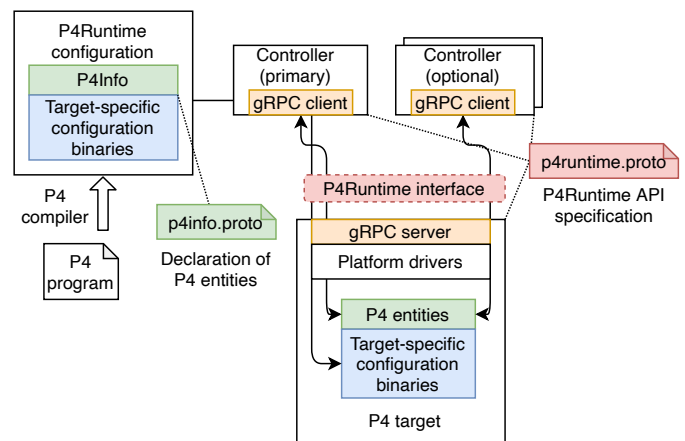 P4Runtime
configuration
P4Info
Target-specific
configuration
binaries
Controller
(primary)
gRPC client
Controller
(optional)
gRPC client
p4runtime.proto
P4Runtime API
specification
P4Runtime interface
P4
compiler
P4
program
p4info.proto
Declaration of
P4 entities
gRPC server
Platform drivers
P4 entities
Target-specific
configuration
binaries
P4 target